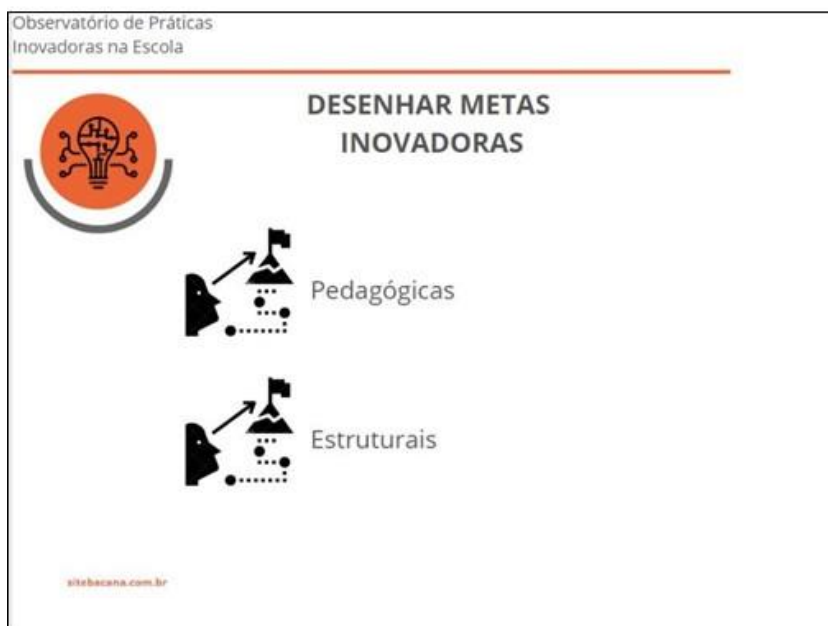 Observatório de Práticas
Inovadoras na Escola
DESENHAR METAS
INOVADORAS
Pedagógicas
Estruturais
sitebacana.com.br